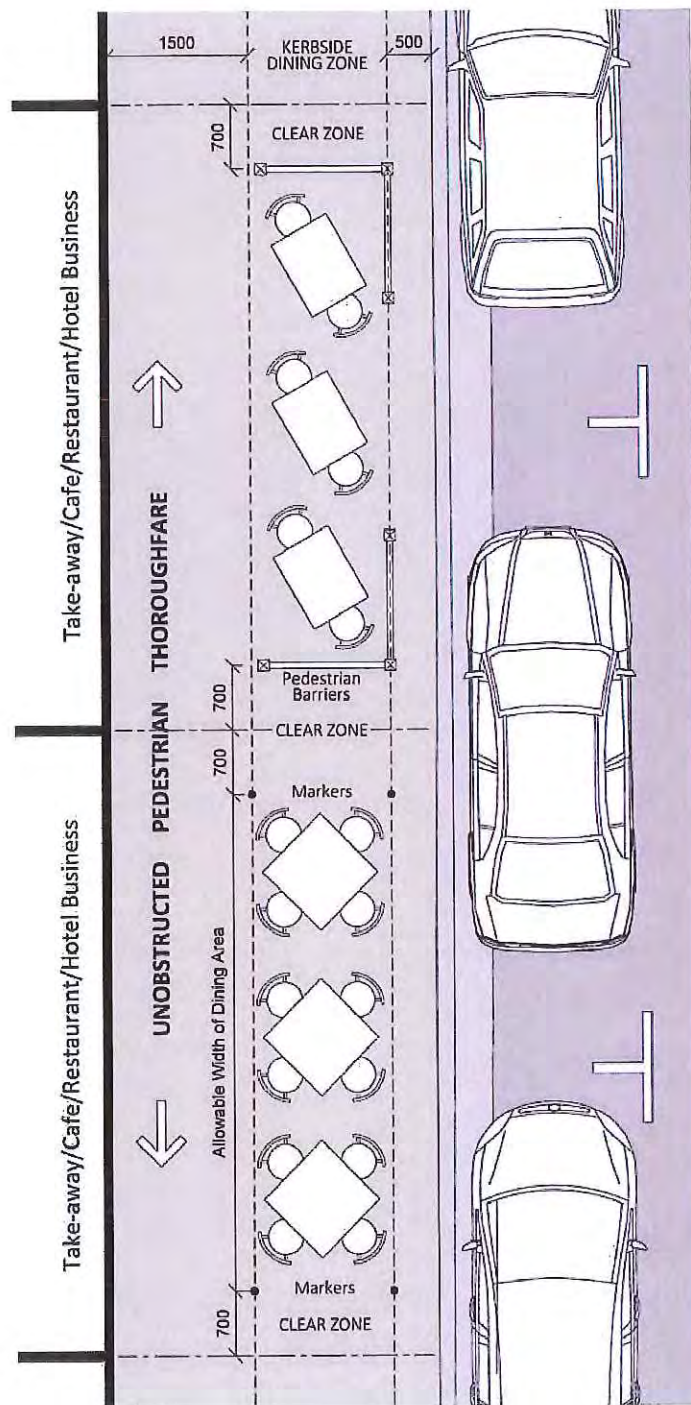 1500
KERBSIDE
DINING ZONE
500
700
CLEAR ZONE
Take-away/Cafe/Restaurant/Hotel Business
UNOBSTRUCTED PEDESTRIAN THOROUGHFARE
Pedestrian
Barriers
700
CLEAR ZONE
700
Markers
Take-away/Café/Restaurant/Hotel Business
Allowable Width of Dining Area
Markers
700
CLEAR ZONE